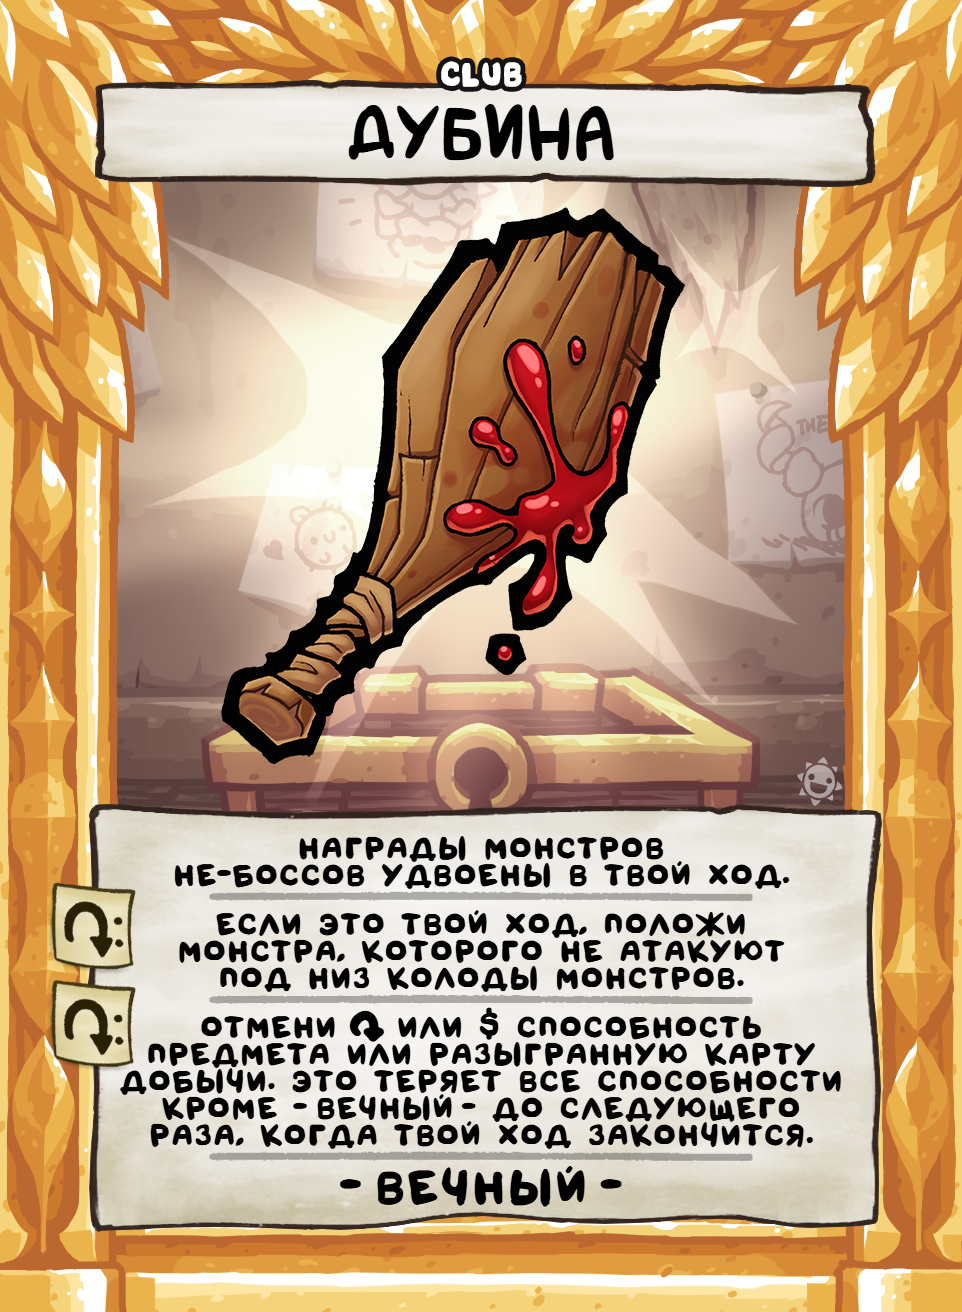 CLUB
ДУБИНА
THE
НАГРАДЫ МОНСТРОВ
НЕ-БОССОВ УДВОЕНЫ В ТВОЙ ХОД.
ЕСЛИ ЭТО ТВОЙ ХОД, ПОЛОЖИ
МОНСТРА, КОТОРОГО НЕ АТАКУЮТ
ПОД НИЗ КОЛОДЫ МОНСТРОВ.
ОТМЕНИ ИЛИ $ СПОСОБНОСТЬ
ПРЕДМЕТА ИЛИ РАЗЫГРАННУЮ КАРТУ
ДОБЫЧИ. ЭТО ТЕРЯЕТ ВСЕ СПОСОБНОСТИ
КРОМЕ -ВЕЧНЫЙ- ДО СЛЕДУЮЩЕГО
РАЗА, КОГДА ТВОЙ ХОД ЗАКОНЧИТСЯ.
- ВЕЧНЫЙ -